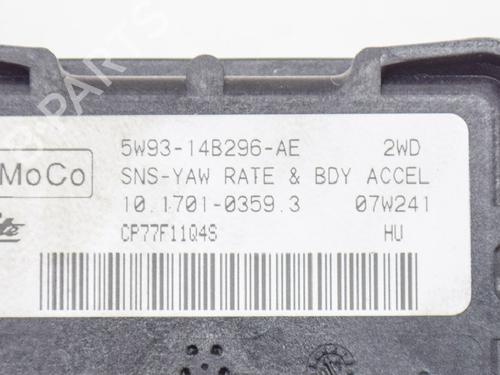 5W93-14B296-AE 2WD
MoCo SNS-YAW RATE & BDY ACCEL
10.1701-0359.3 07W241
CP77F11Q4S HU